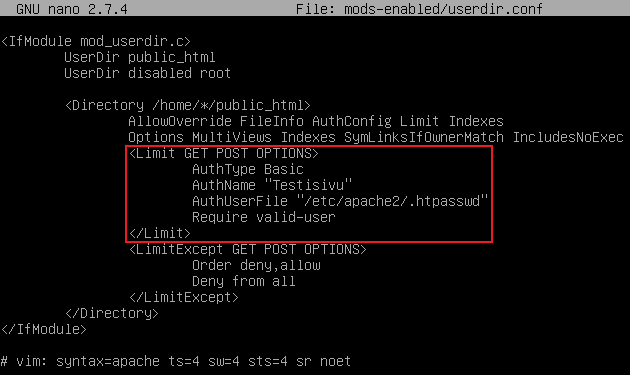 GNU nano 2.7.4 File: mods-enabled/userdir.conf
<IfModule mod_userdir.c>
UserDir public_html
UserDir disabled root
<Directory /home/*/public_html>
AllowOverride FileInfo AuthConfig Limit Indexes
Options MultiViews Indexes SymLinksIfOwnerMatch IncludesNoExec
<Limit GET POST OPTIONS>
AuthType Basic
AuthName "Testisivu"
AuthUserFile "/etc/apache2/.htpasswd"
Require valid-user
</Limit>
<LimitExcept GET POST OPTIONS>
Order deny,allow
Deny from all
</LimitExcept>
</Directory>
</IfModule>
# vim: syntax=apache ts=4 sw=4 sts=4 sr noet